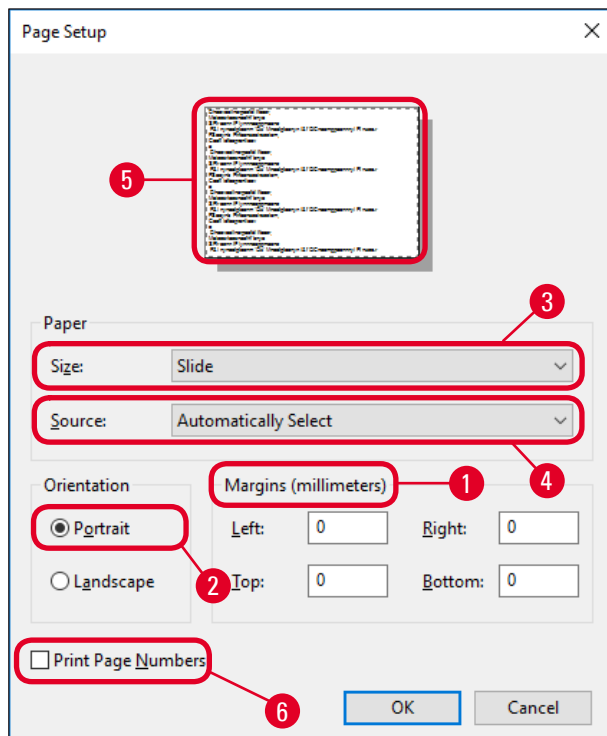 Page Setup
5
3
Paper
Size: Slide
Source: Automatically Select
4
Orientation
Margins (millimeters)
1
Portrait
Left: 0 Right: 0
2
Landscape
Top: 0 Bottom: 0
Print Page Numbers
6
OK Cancel